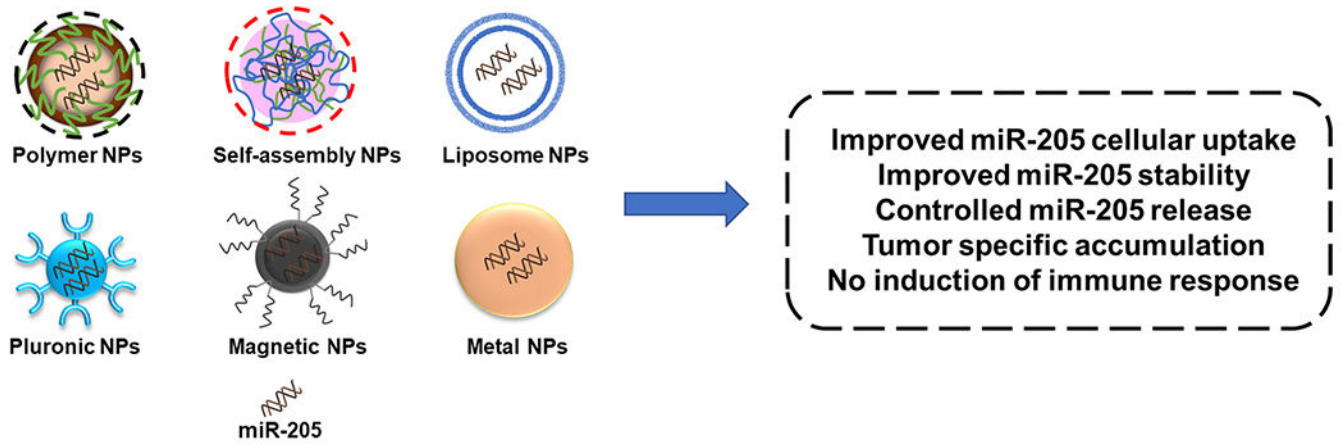 Polymer NPs
Self-assembly NPs
Liposome NPs
Pluronic NPs
Magnetic NPs
Metal NPs
miR-205
Improved miR-205 cellular uptake
Improved miR-205 stability
Controlled miR-205 release
Tumor specific accumulation
No induction of immune response